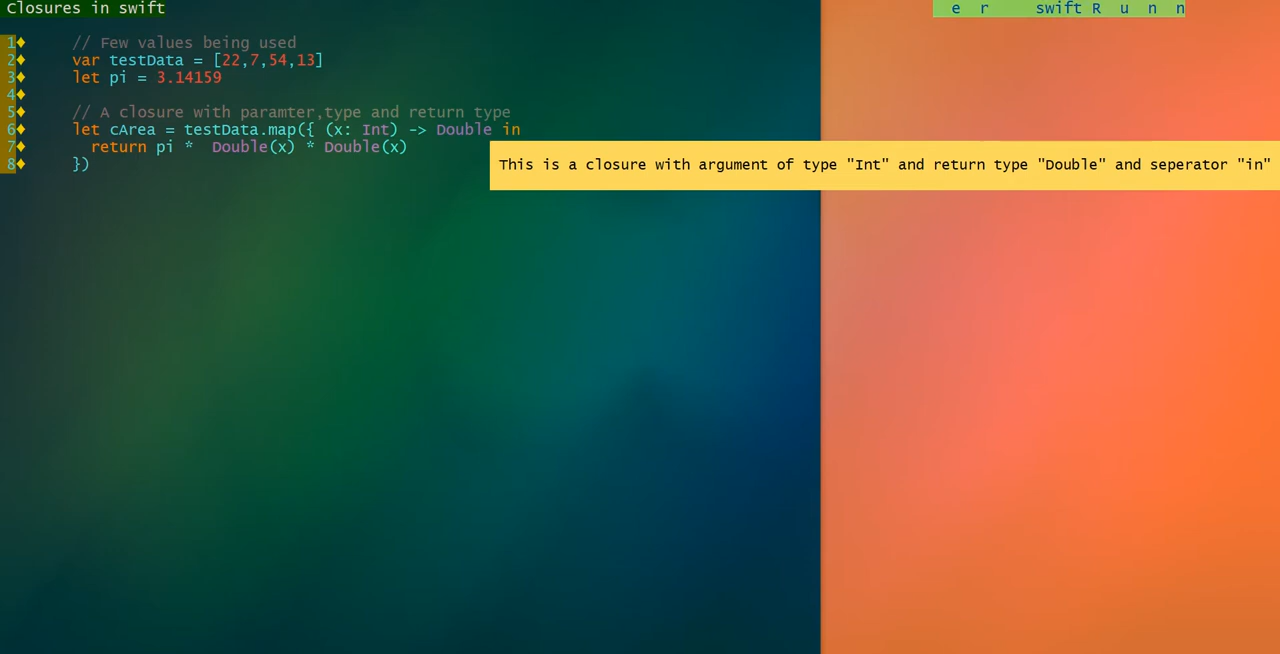 Closures in swift
e r swift R u n n
1♦ // Few values being used
2♦ var testData = [22,7,54,13]
3♦ let pi = 3.14159
4♦
5♦ // A closure with paramter,type and return type
6♦ let cArea = testData.map({ (x: Int) -> Double in
7♦ return pi *  Double(x) * Double(x)
8♦ })
This is a closure with argument of type "Int" and return type "Double" and seperator "in"